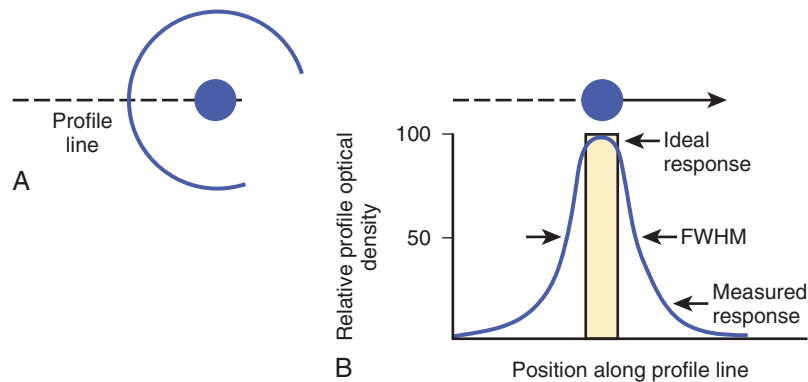 Profile
line
A
Relative profile optical
density
100
50
Ideal
response
FWHM
Measured
response
B
Position along profile line